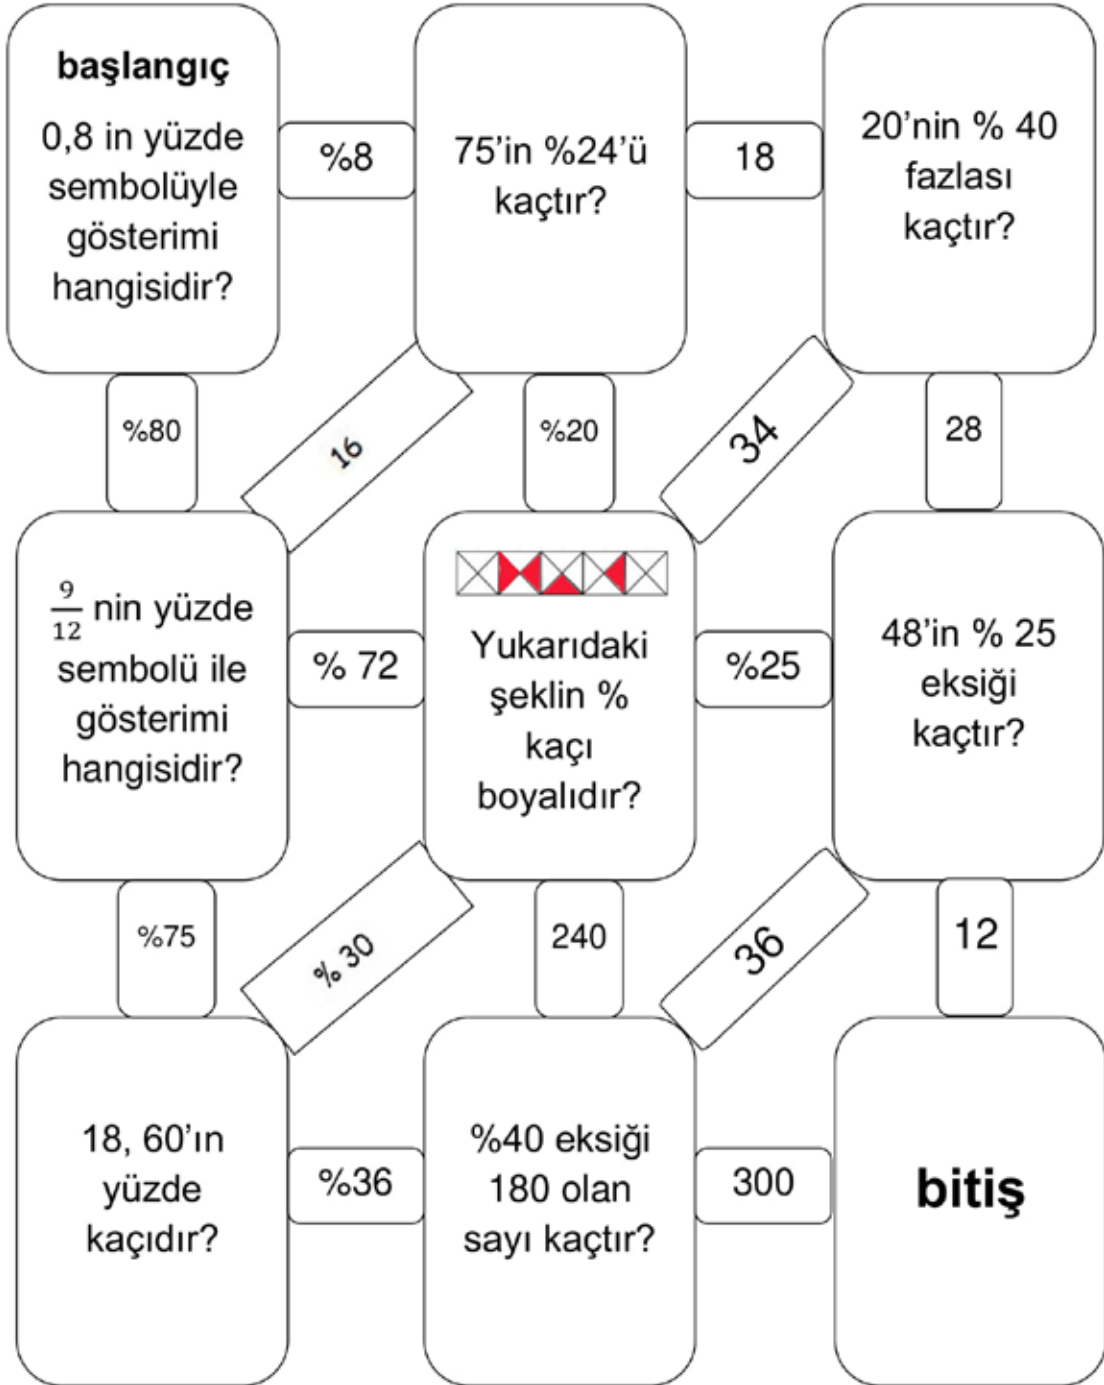 başlangıç
0,8 in yüzde
sembolüyle
gösterimi
hangisidir?
%8
75’in %24’ü
kaçtır?
18
20’nin % 40
fazlası
kaçtır?
%80
16
%20
34
28
9/12 nin yüzde
sembolü ile
gösterimi
hangisidir?
% 72
Yukarıdaki
şeklin %
kaçı
boyalıdır?
%25
48’in % 25
eksiği
kaçtır?
%75
% 30
240
36
12
18, 60’ın
yüzde
kaçıdır?
%36
%40 eksiği
180 olan
sayı kaçtır?
300
bitiş